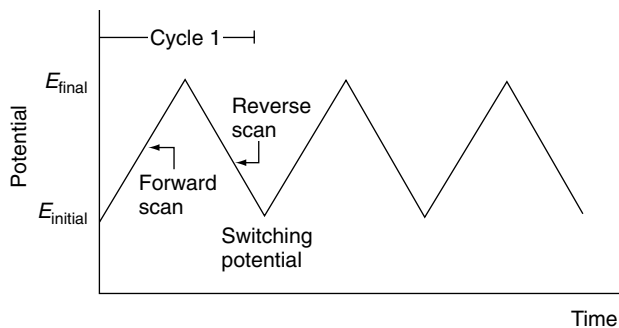 Cycle 1
E_final
Reverse
scan
Potential
Forward
scan
E_initial
Switching
potential
Time